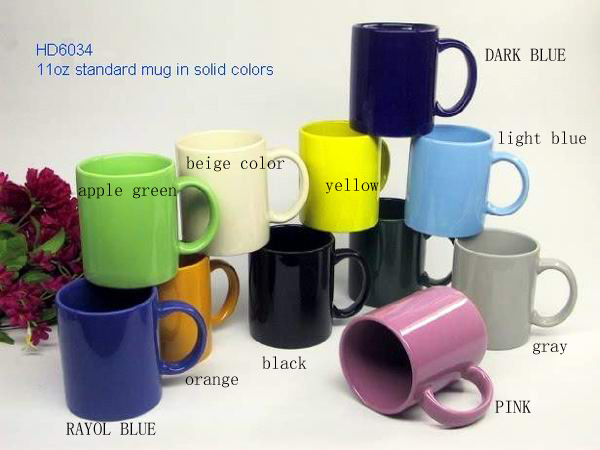 HD6034
11oz standard mug in solid colors
DARK BLUE
light blue
beige color
apple green
yellow
gray
black
orange
PINK
RAYOL BLUE